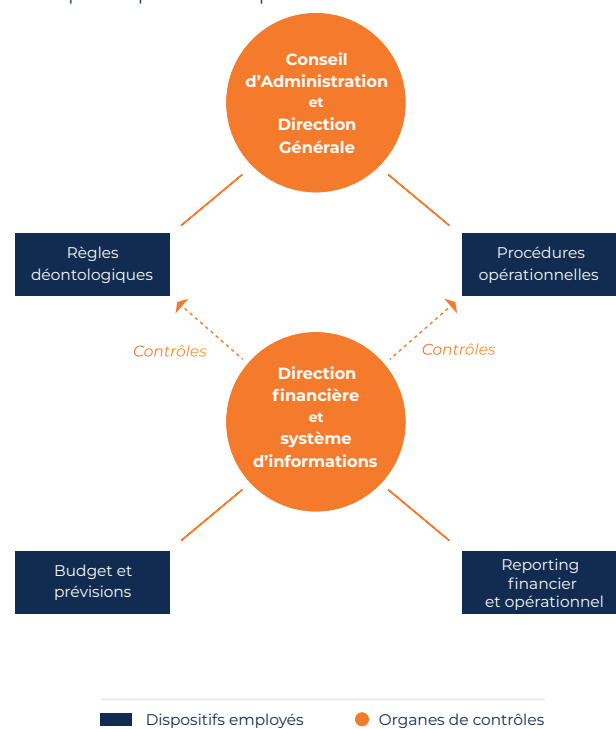 Conseil
d'Administration
et
Direction
Générale
Règles
déontologiques
Procédures
opérationnelles
Contrôles
Contrôles
Direction
financière
et
système
d'informations
Budget et
prévisions
Reporting
financier
et opérationnel
Dispositifs employés
Organes de contrôles